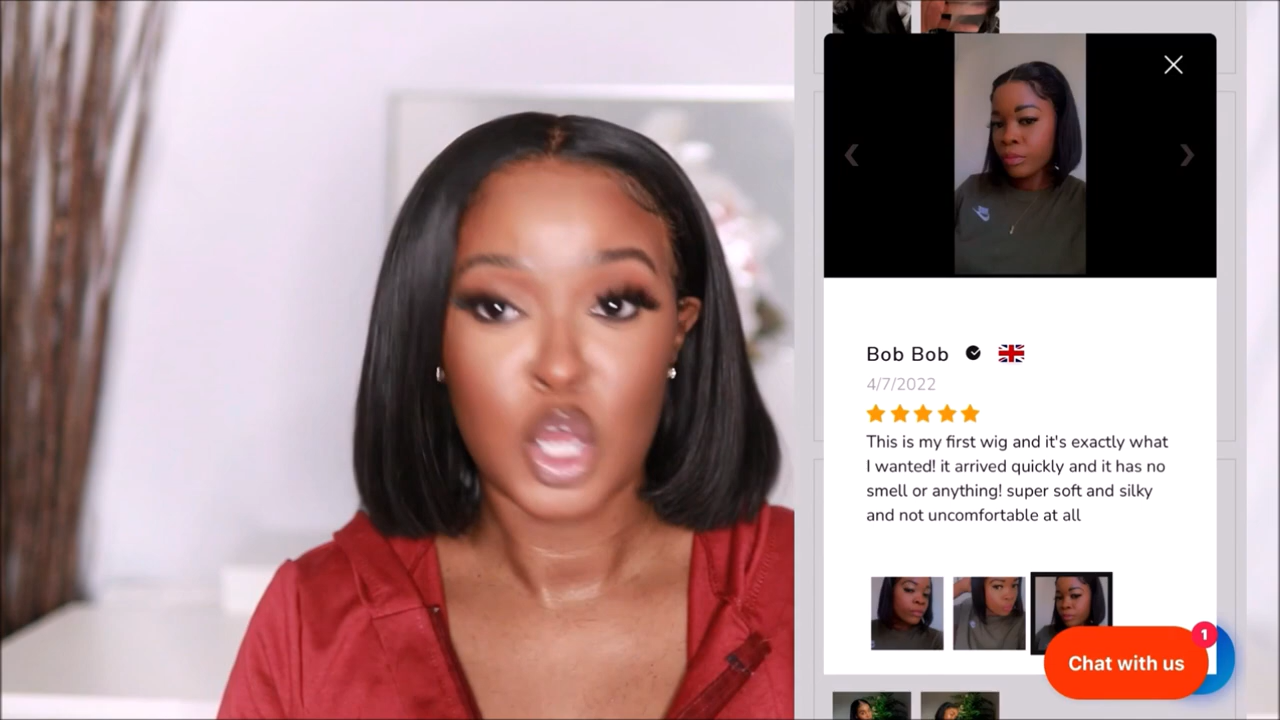 Bob Bob
4/7/2022
This is my first wig and it's exactly what
I wanted! it arrived quickly and it has no
smell or anything! super soft and silky
and not uncomfortable at all
1
Chat with us